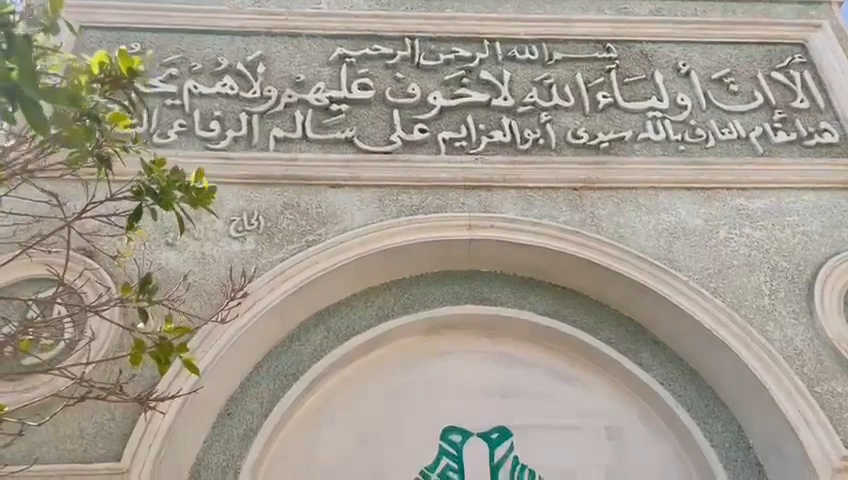 بسم الله الرحمن الرحيم
ألا إن أولياء الله لا خوف عليهم ولا هم
هذا مقام العارف بالله سيدى أبو العزايم على سالم الرفاعى
الحاج